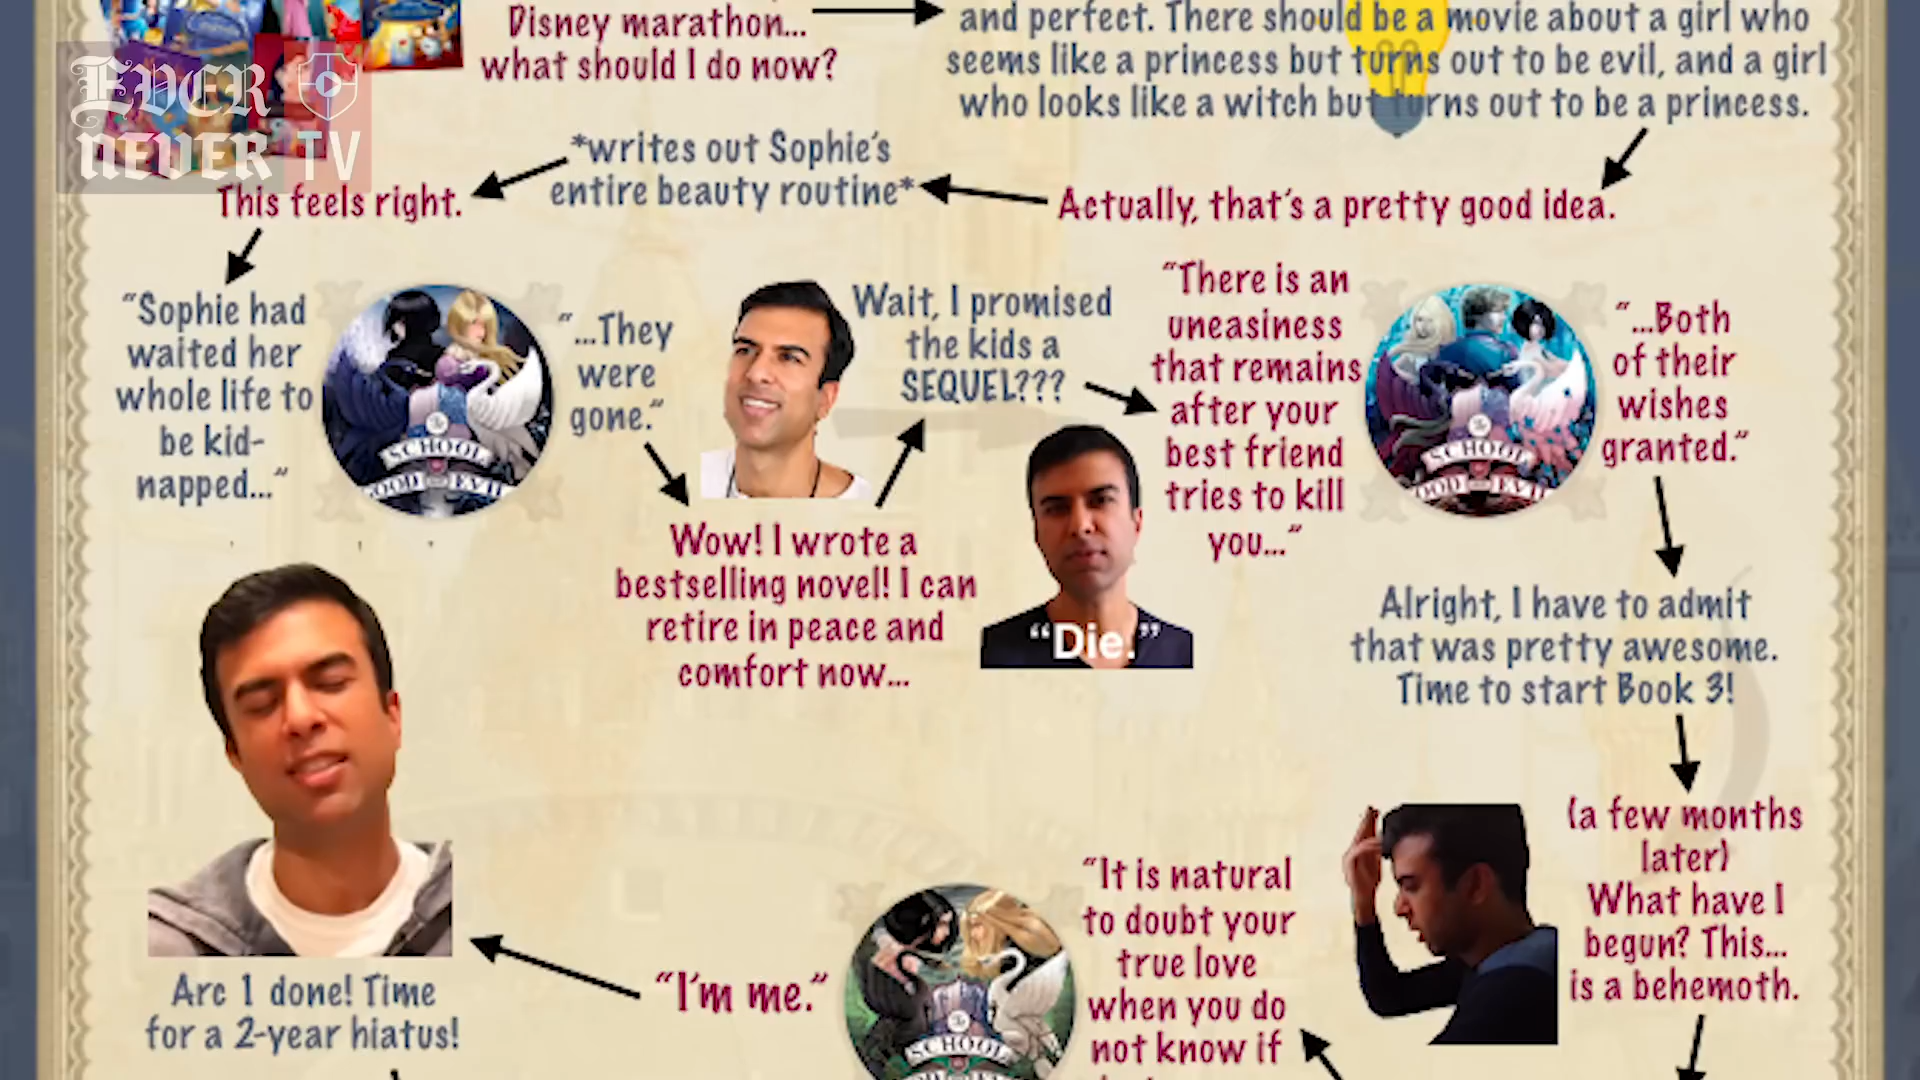 Disney marathon...
what should I do now?
and perfect. There should be a movie about a girl who
seems like a princess but turns out to be evil, and a girl
who looks like a witch but turns out to be a princess.
EVER
NEVER TV
Actually, that's a pretty good idea.
*writes out Sophie's
entire beauty routine*
This feels right.
"Sophie had
waited her
whole life to
be kid-
napped..."
The
SCHOOL
"...They
were
gone."
Wow! I wrote a
bestselling novel! I can
retire in peace and
comfort now...
Wait, I promised
the kids a
SEQUEL???
"Die."
"There is an
uneasiness
that remains
after your
best friend
tries to kill
you..."
The
SCHOOL
"...Both
of their
wishes
granted."
Alright, I have to admit
that was pretty awesome.
Time to start Book 3!
(a few months
later)
What have I
begun? This...
is a behemoth.
"It is natural
to doubt your
true love
when you do
not know if
The
SCHOOL
"I'm me."
Arc 1 done! Time
for a 2-year hiatus!